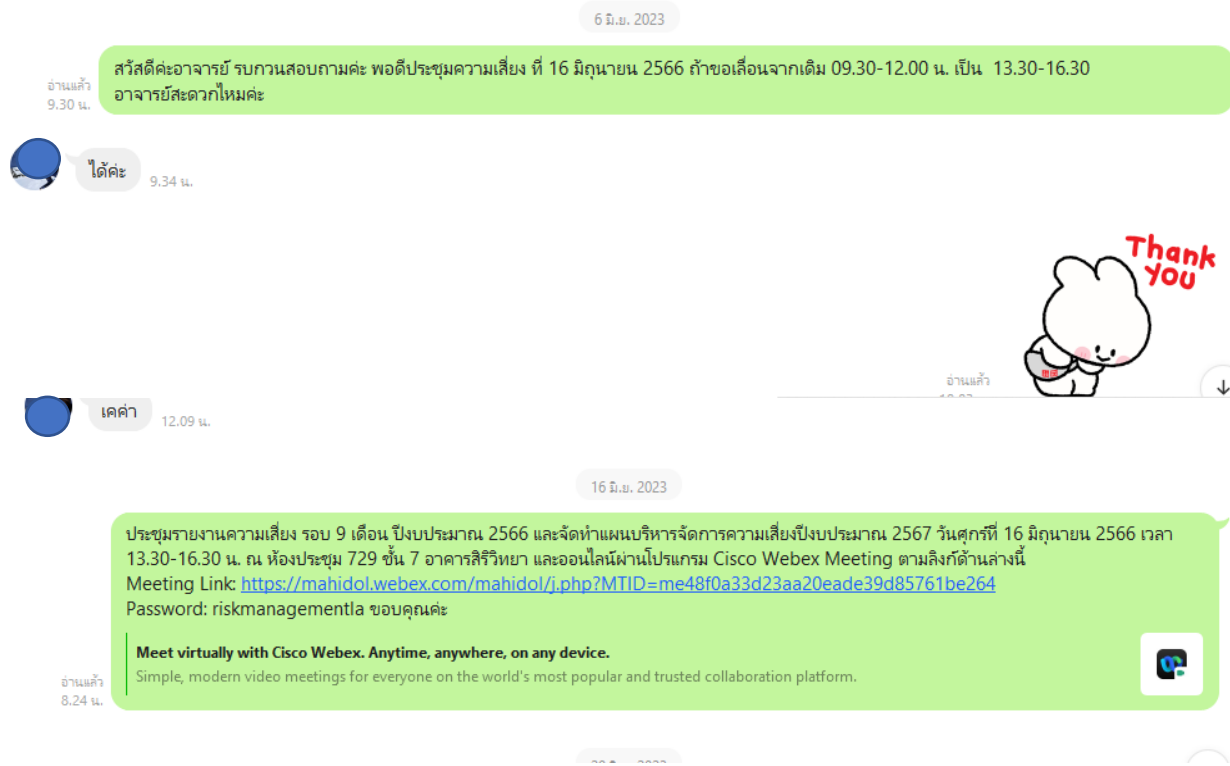 6 มิ.ย. 2023
สวัสดีค่ะอาจารย์ รบกวนสอบถามค่ะ พอดีประชุมความเสี่ยง ที่ 16 มิถุนายน 2566 ถ้าขอเลื่อนจากเดิม 09.30-12.00 น. เป็น 13.30-16.30
อาจารย์สะดวกไหมค่ะ
อ่านแล้ว
9.30 น.
ได้ค่ะ
9.34 น.
Thank
you
อ่านแล้ว
เคค่า
12.09 น.
16 มิ.ย. 2023
ประชุมรายงานความเสี่ยง รอบ 9 เดือน ปีงบประมาณ 2566 และจัดทำแผนบริหารจัดการความเสี่ยงปีงบประมาณ 2567 วันศุกร์ที่ 16 มิถุนายน 2566 เวลา
13.30-16.30 น. ณ ห้องประชุม 729 ชั้น 7 อาคารสิริวิทยา และออนไลน์ผ่านโปรแกรม Cisco Webex Meeting ตามลิงก์ด้านล่างนี้
Meeting Link: https://mahidol.webex.com/mahidol/j.php?MTID=me48f0a33d23aa20eade39d85761be264
Password: riskmanagementla ขอบคุณค่ะ
Meet virtually with Cisco Webex. Anytime, anywhere, on any device.
Simple, modern video meetings for everyone on the world's most popular and trusted collaboration platform.
อ่านแล้ว
8.24 น.